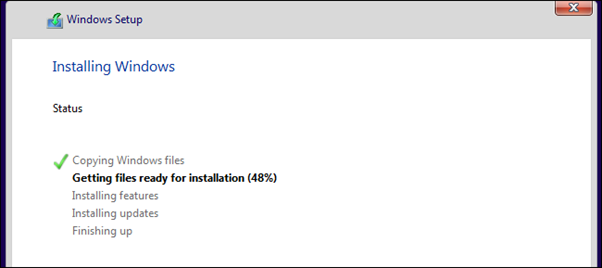 Windows Setup
Installing Windows
Status
Copying Windows files
Getting files ready for installation (48%)
Installing features
Installing updates
Finishing up